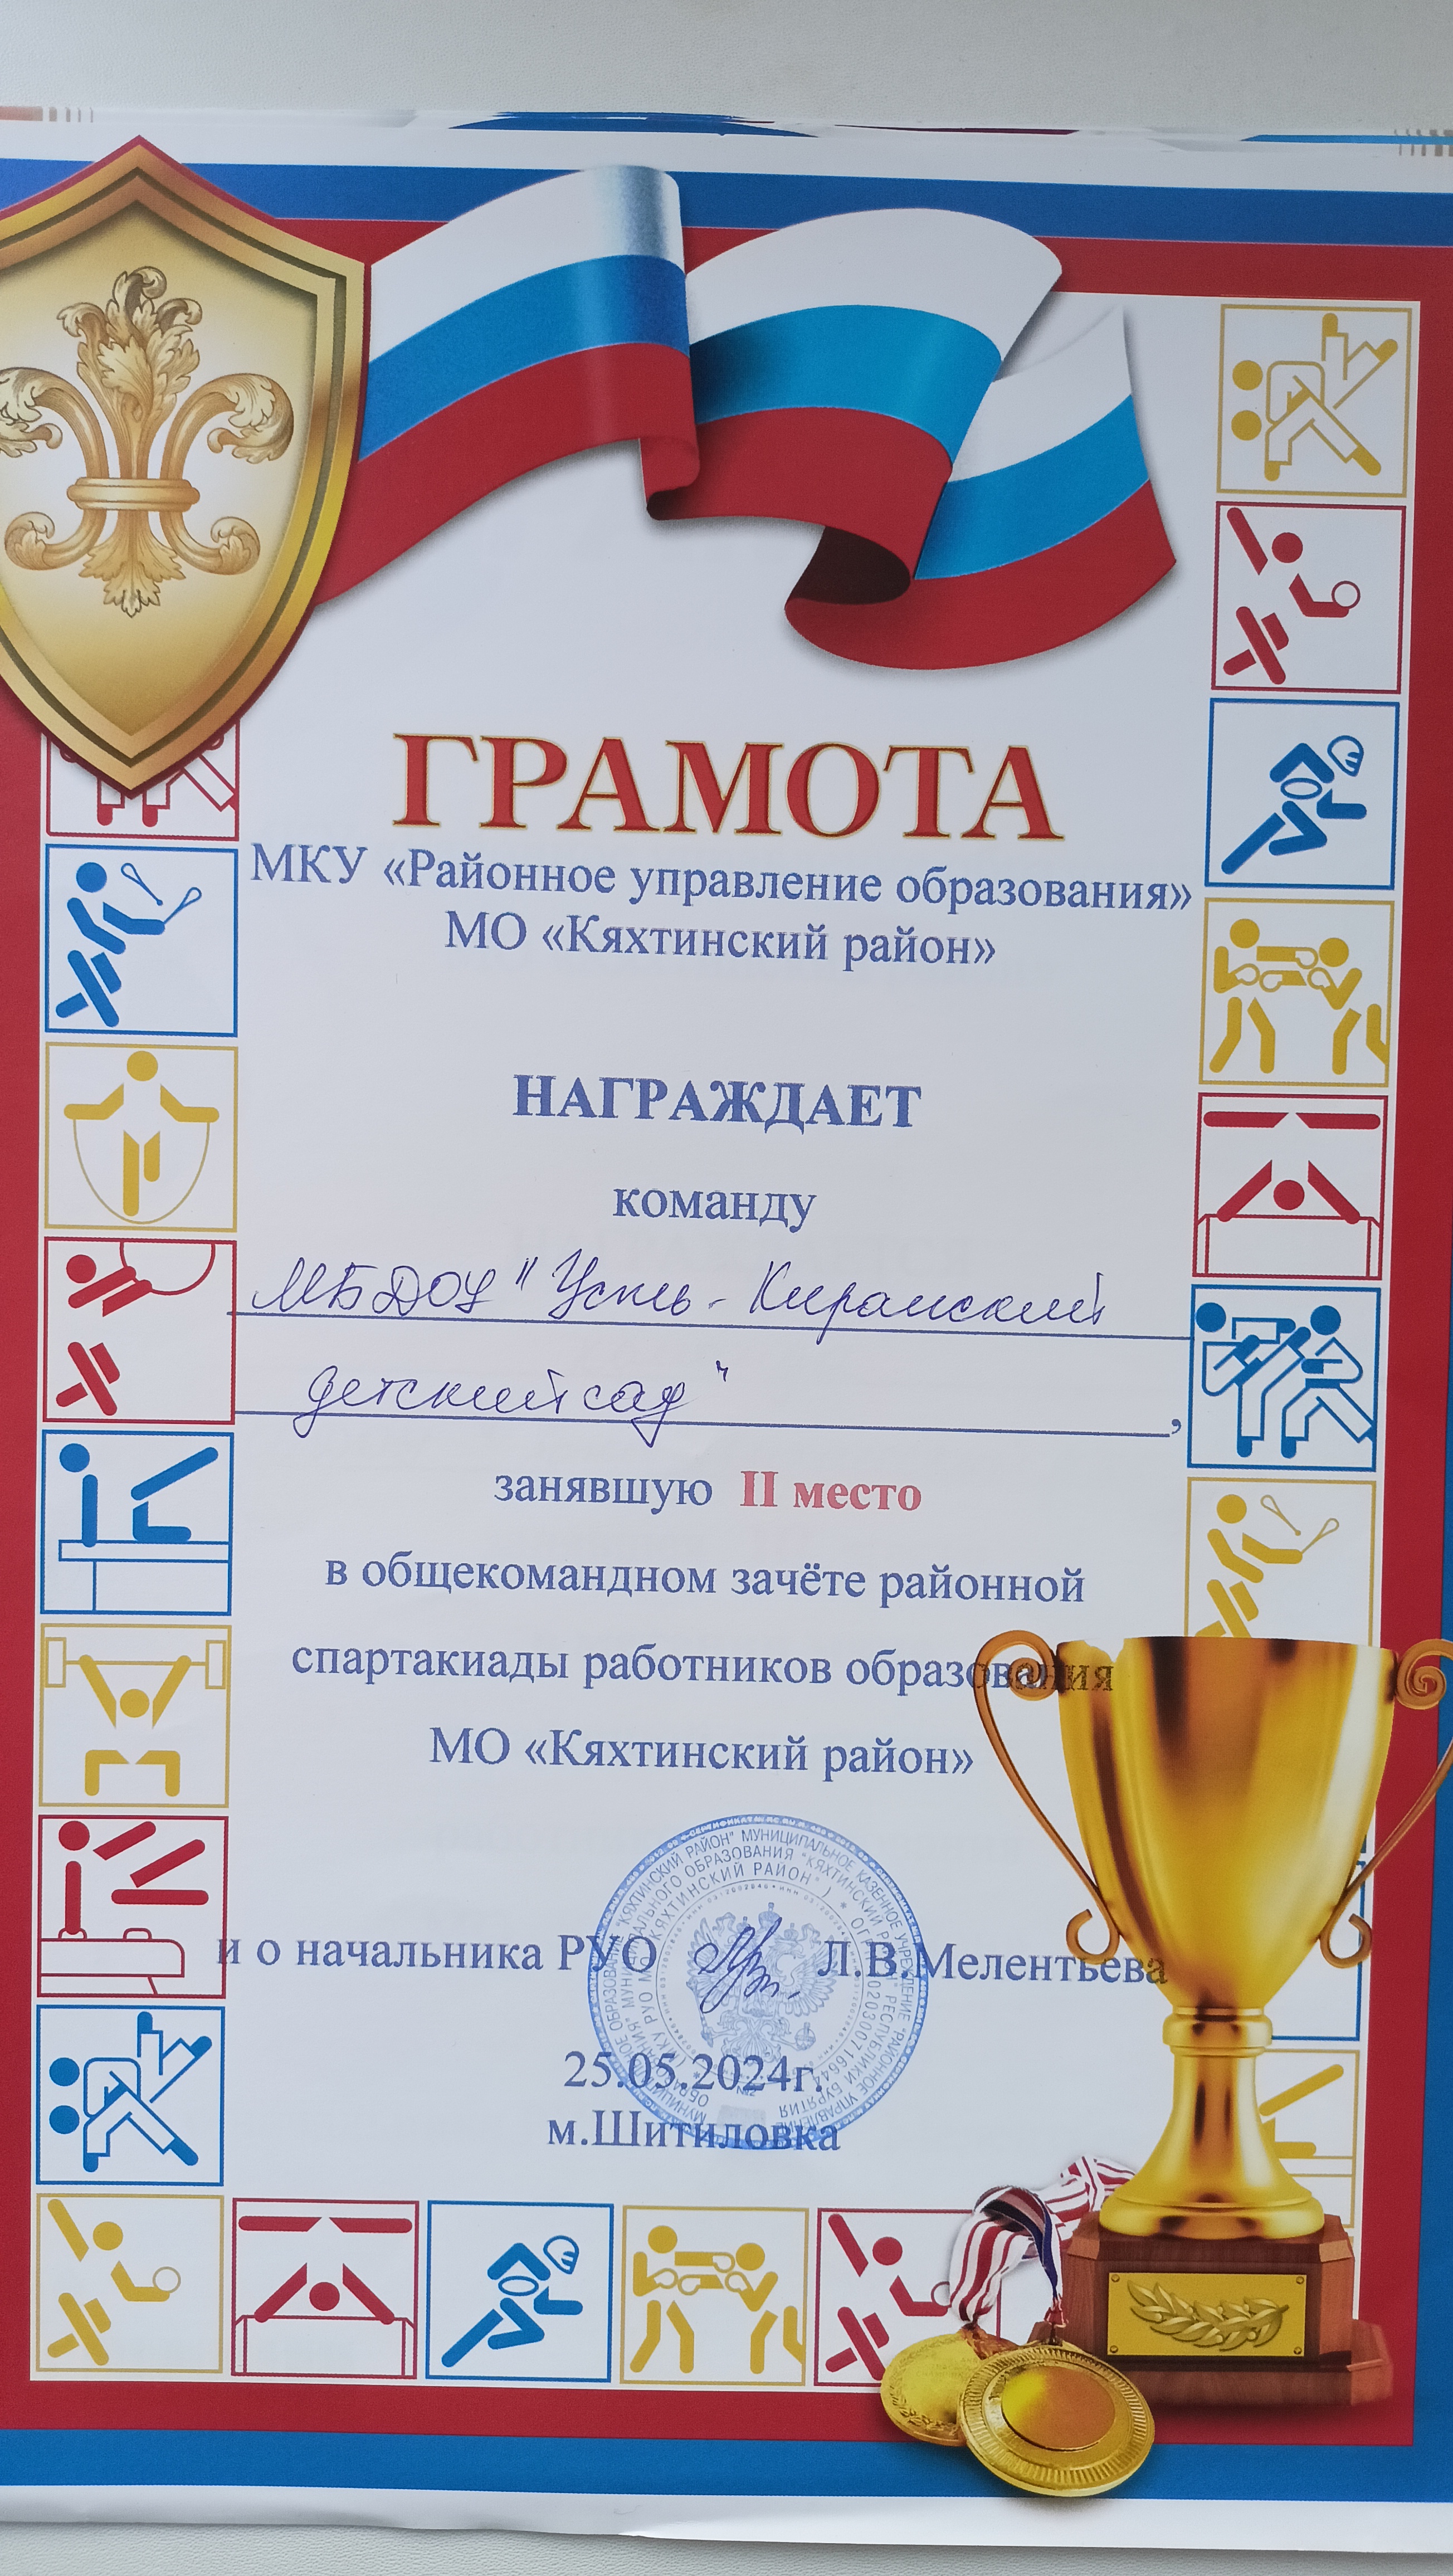 ГРАМОТА
МКУ «Районное управление образования»
МО «Кяхтинский район»
НАГРАЖДАЕТ
команду
МБДОУ "Усть-Киранский
детский сад"
,
занявшую II место
в общекомандном зачёте районной
спартакиады работников образования
МО «Кяхтинский район»
и о начальника РУО Л.В.Мелентьева
25.05.2024г.
м.Шитиловка